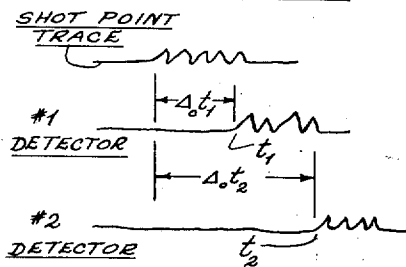 SHOT POINT
TRACE
Δ₀t₁
#1
DETECTOR
t₁
Δ₀t₂
#2
DETECTOR
t₂